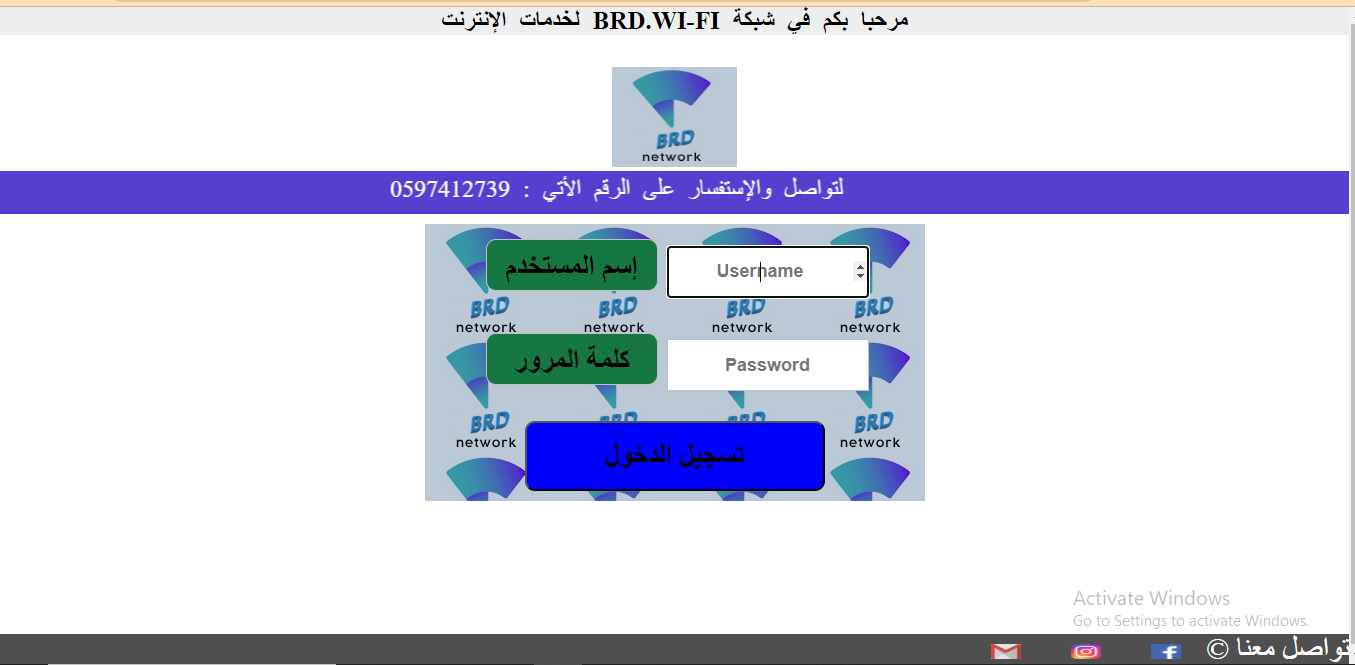 مرحبا بكم في شبكة BRD.WI-FI لخدمات الإنترنت
BRD
network
لتواصل والإستفسار على الرقم الأتي : 0597412739
إسم المستخدم
Username
BRD BRD BRD BRD
network network network network
كلمة المرور
Password
BRD BRD BRD BRD
network network
تسجيل الدخول
Activate Windows
Go to Settings to activate Windows.
تواصل معنا ©